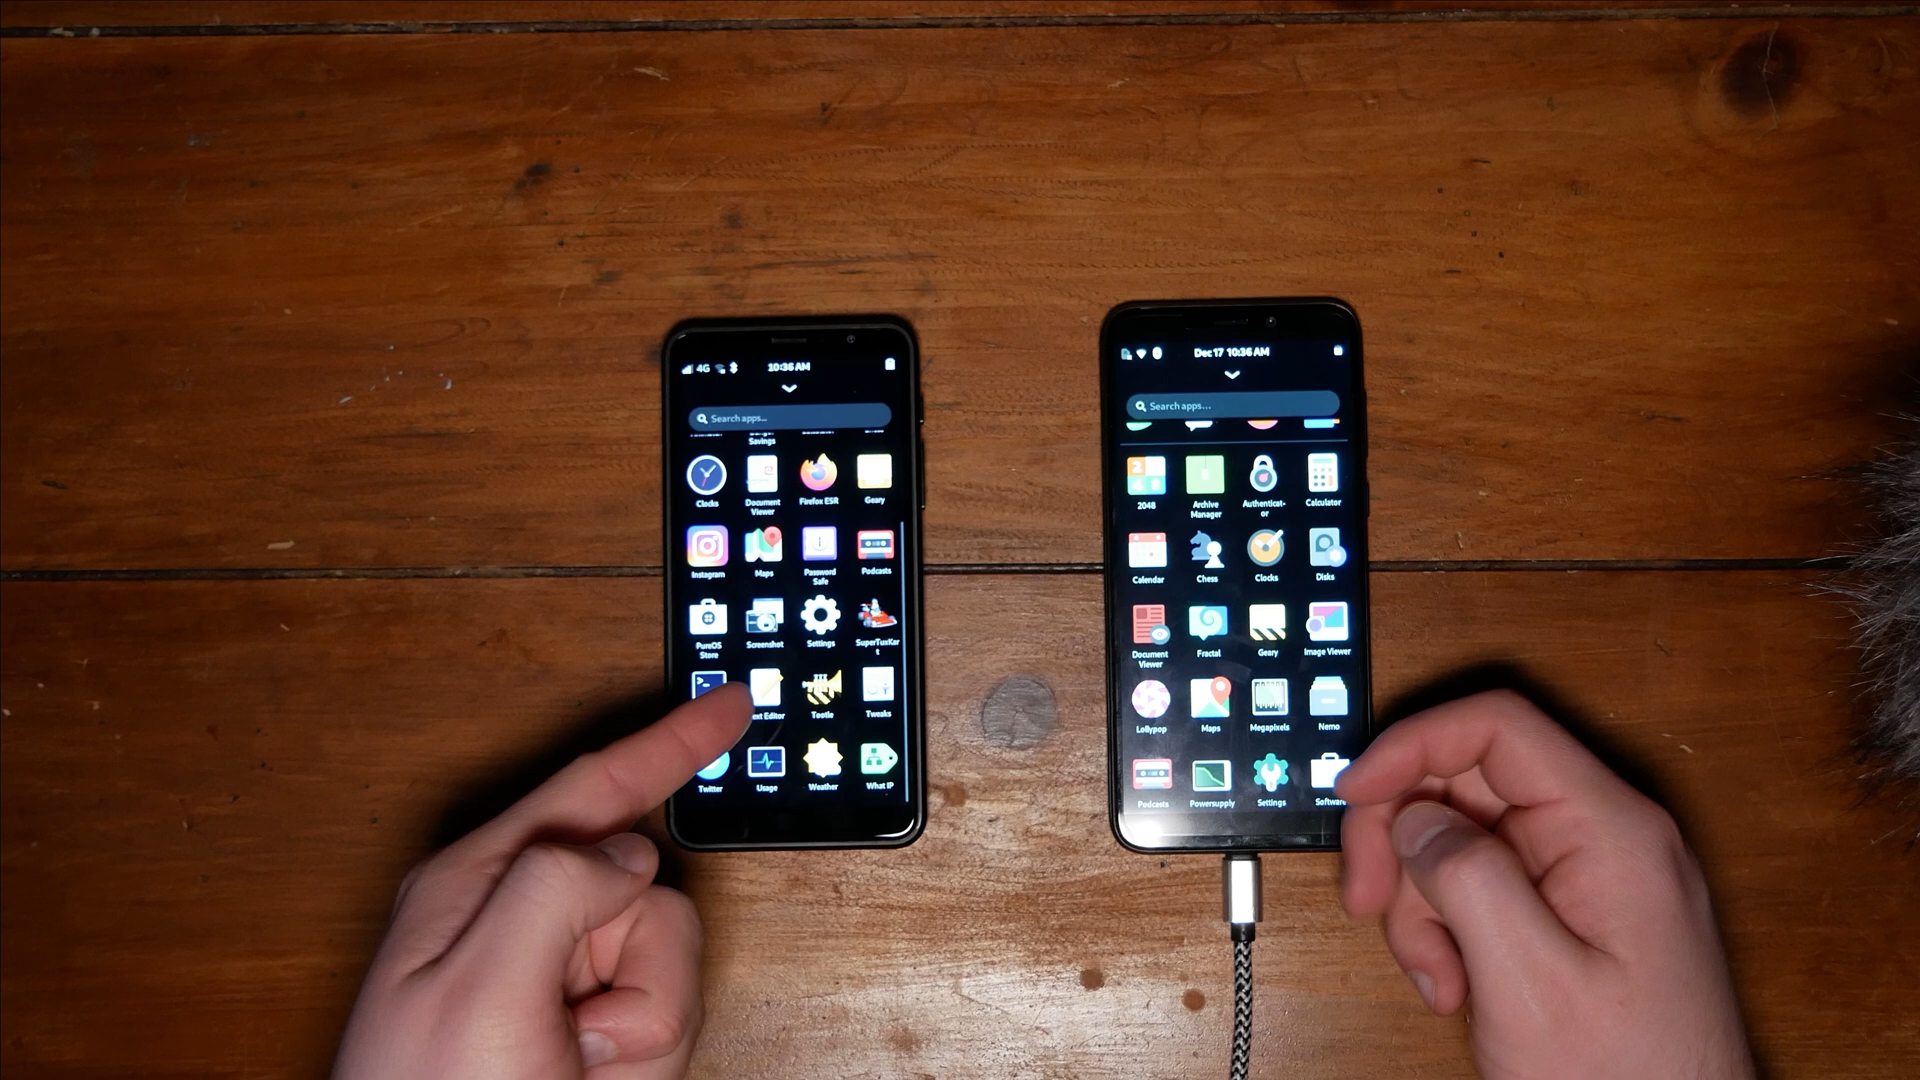 4G 10:36 AM
Search apps...
Savings
Clocks Document Viewer Firefox ESR Geary
Instagram Maps Password Safe Podcasts
PureOS Store Screenshot Settings SuperTuxKart
ext Editor Tootle Tweaks
Twitter Usage Weather What IP
Dec 17 10:36 AM
Search apps...
2048 Archive Manager Authenticat-or Calculator
Calendar Chess Clocks Disks
Document Viewer Fractal Geary Image Viewer
Lollypop Maps Megapixels Nemo
Podcasts Powersupply Settings Software